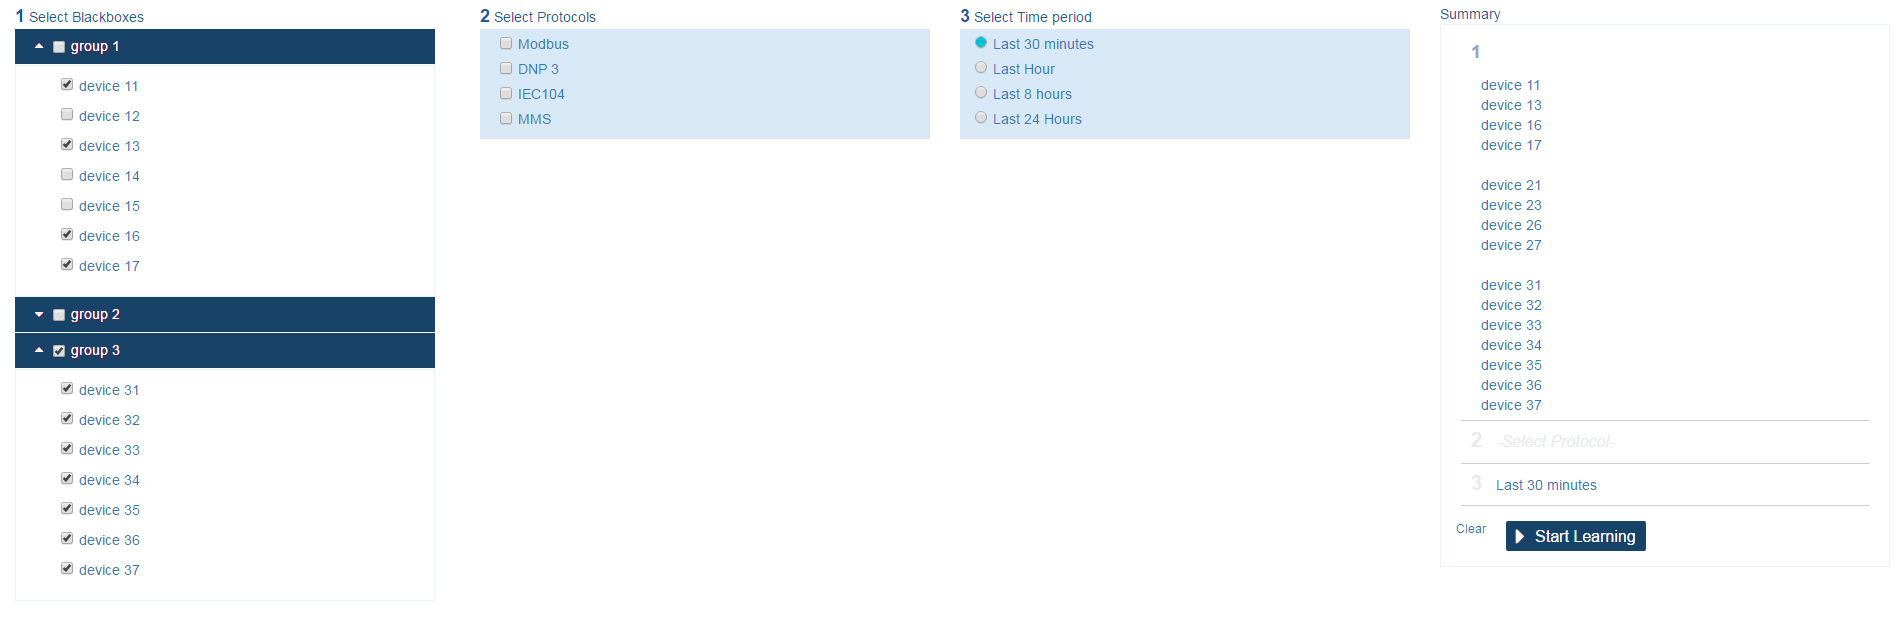 1 Select Blackboxes
group 1
device 11
device 12
device 13
device 14
device 15
device 16
device 17
group 2
group 3
device 31
device 32
device 33
device 34
device 35
device 36
device 37
2 Select Protocols
Modbus
DNP 3
IEC104
MMS
3 Select Time period
Last 30 minutes
Last Hour
Last 8 hours
Last 24 Hours
Summary
1
device 11
device 13
device 16
device 17
device 21
device 23
device 26
device 27
device 31
device 32
device 33
device 34
device 35
device 36
device 37
2 -Select Protocol-
3 Last 30 minutes
Clear
Start Learning